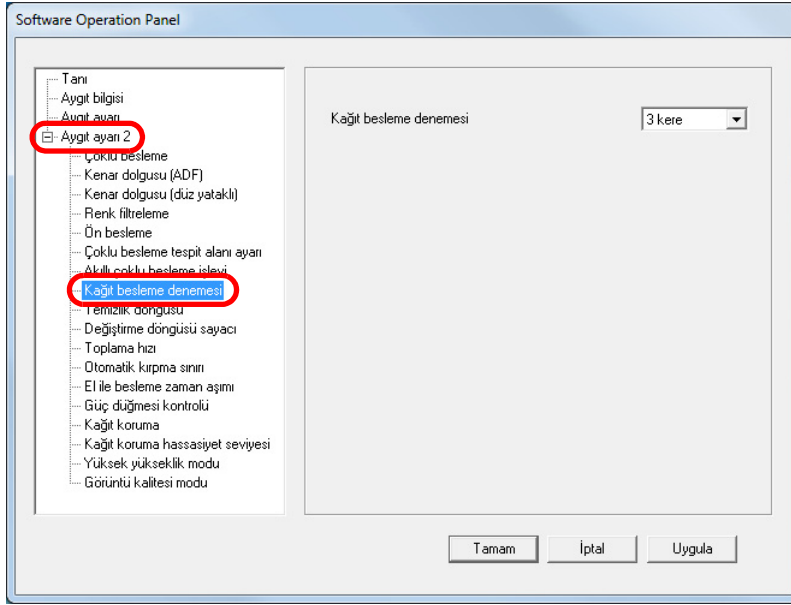 Software Operation Panel
Tanı
Aygıt bilgisi
Aygıt ayarı
Aygıt ayarı 2
Çoklu besleme
Kenar dolgusu (ADF)
Kenar dolgusu (düz yataklı)
Renk filtreleme
Ön besleme
Çoklu besleme tespit alanı ayarı
Akıllı çoklu besleme işlevi
Kağıt besleme denemesi
Temizlik döngüsü
Değiştirme döngüsü sayacı
Toplama hızı
Otomatik kırpma sınırı
El ile besleme zaman aşımı
Güç düğmesi kontrolü
Kağıt koruma
Kağıt koruma hassasiyet seviyesi
Yüksek yükseklik modu
Görüntü kalitesi modu
Kağıt besleme denemesi 3 kere
Tamam İptal Uygula